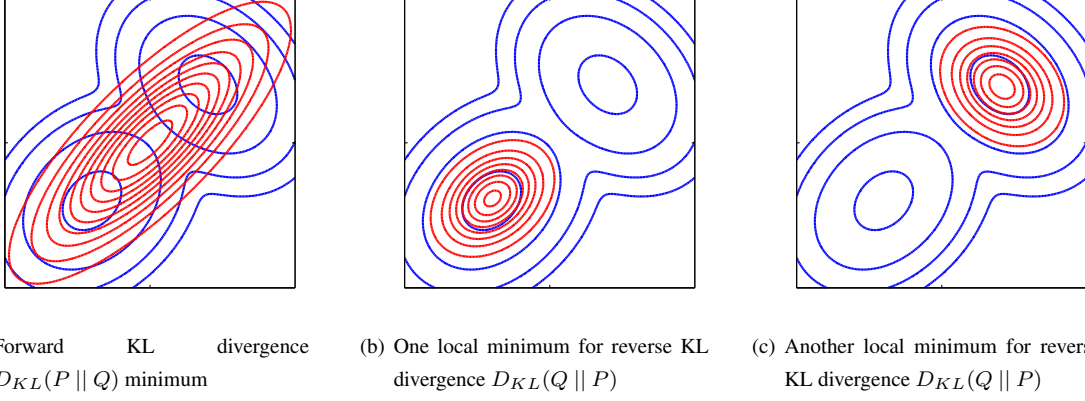 Forward KL divergence
D_{KL}(P || Q) minimum
(b) One local minimum for reverse KL
divergence D_{KL}(Q || P)
(c) Another local minimum for revers
KL divergence D_{KL}(Q || P)